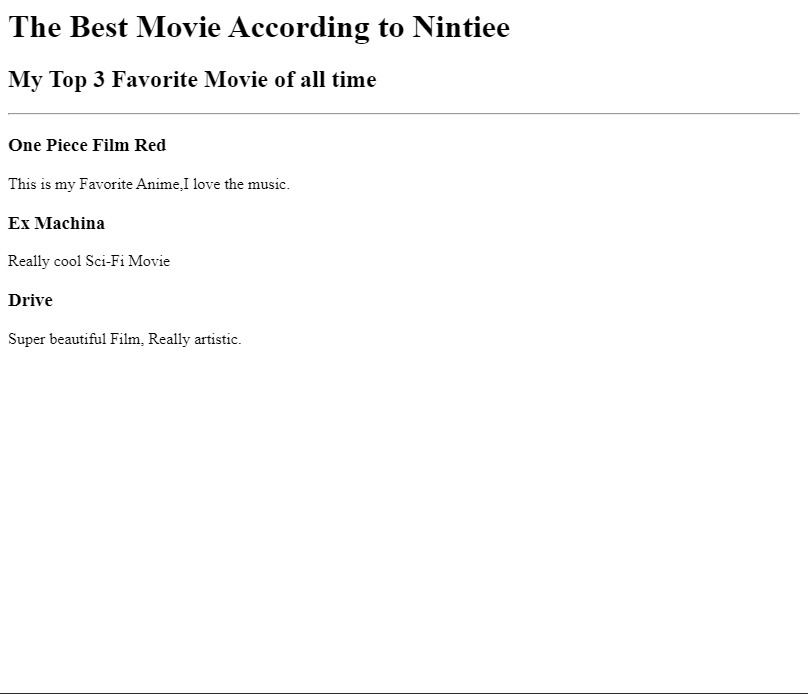 The Best Movie According to Nintiee
My Top 3 Favorite Movie of all time
One Piece Film Red
This is my Favorite Anime,I love the music.
Ex Machina
Really cool Sci-Fi Movie
Drive
Super beautiful Film, Really artistic.